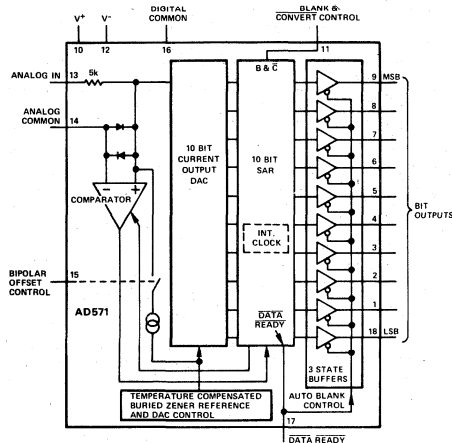 V+
V-
DIGITAL
COMMON
BLANK &
CONVERT CONTROL
10
12
16
11
ANALOG IN
13
5k
B & C
9
MSB
ANALOG
COMMON
14
8
7
10 BIT
CURRENT
OUTPUT
DAC
10 BIT
SAR
6
-
+
COMPARATOR
5
BIT
OUTPUTS
4
INT.
CLOCK
3
BIPOLAR
OFFSET
CONTROL
15
2
AD571
1
DATA
READY
18
LSB
3 STATE
BUFFERS
TEMPERATURE COMPENSATED
BURIED ZENER REFERENCE
AND DAC CONTROL
AUTO BLANK
CONTROL
17
DATA READY